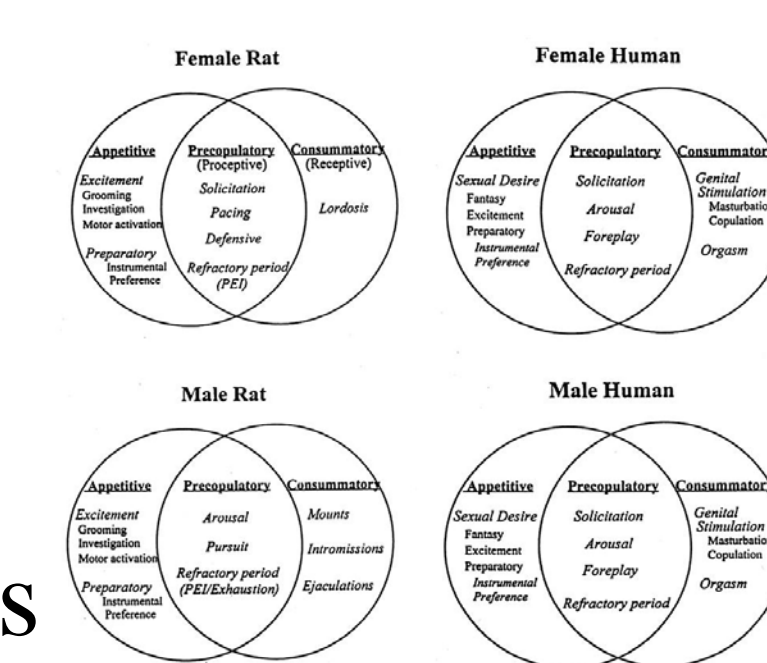 Female Rat
Appetitive
Excitement
Grooming
Investigation
Motor activation
Preparatory
Instrumental
Preference
Precopulatory
(Proceptive)
Solicitation
Pacing
Defensive
Refractory period
(PEI)
Consummatory
(Receptive)
Lordosis
Female Human
Appetitive
Sexual Desire
Fantasy
Excitement
Preparatory
Instrumental
Preference
Precopulatory
Solicitation
Arousal
Foreplay
Refractory period
Consummator
Genital
Stimulation
Masturbatio
Copulation
Orgasm
Male Rat
Appetitive
Excitement
Grooming
Investigation
Motor activation
Preparatory
Instrumental
Preference
Precopulatory
Arousal
Pursuit
Refractory period
(PEI/Exhaustion)
Consummatory
Mounts
Intromissions
Ejaculations
Male Human
Appetitive
Sexual Desire
Fantasy
Excitement
Preparatory
Instrumental
Preference
Precopulatory
Solicitation
Arousal
Foreplay
Refractory period
Consummator
Genital
Stimulation
Masturbatio
Copulation
Orgasm
s